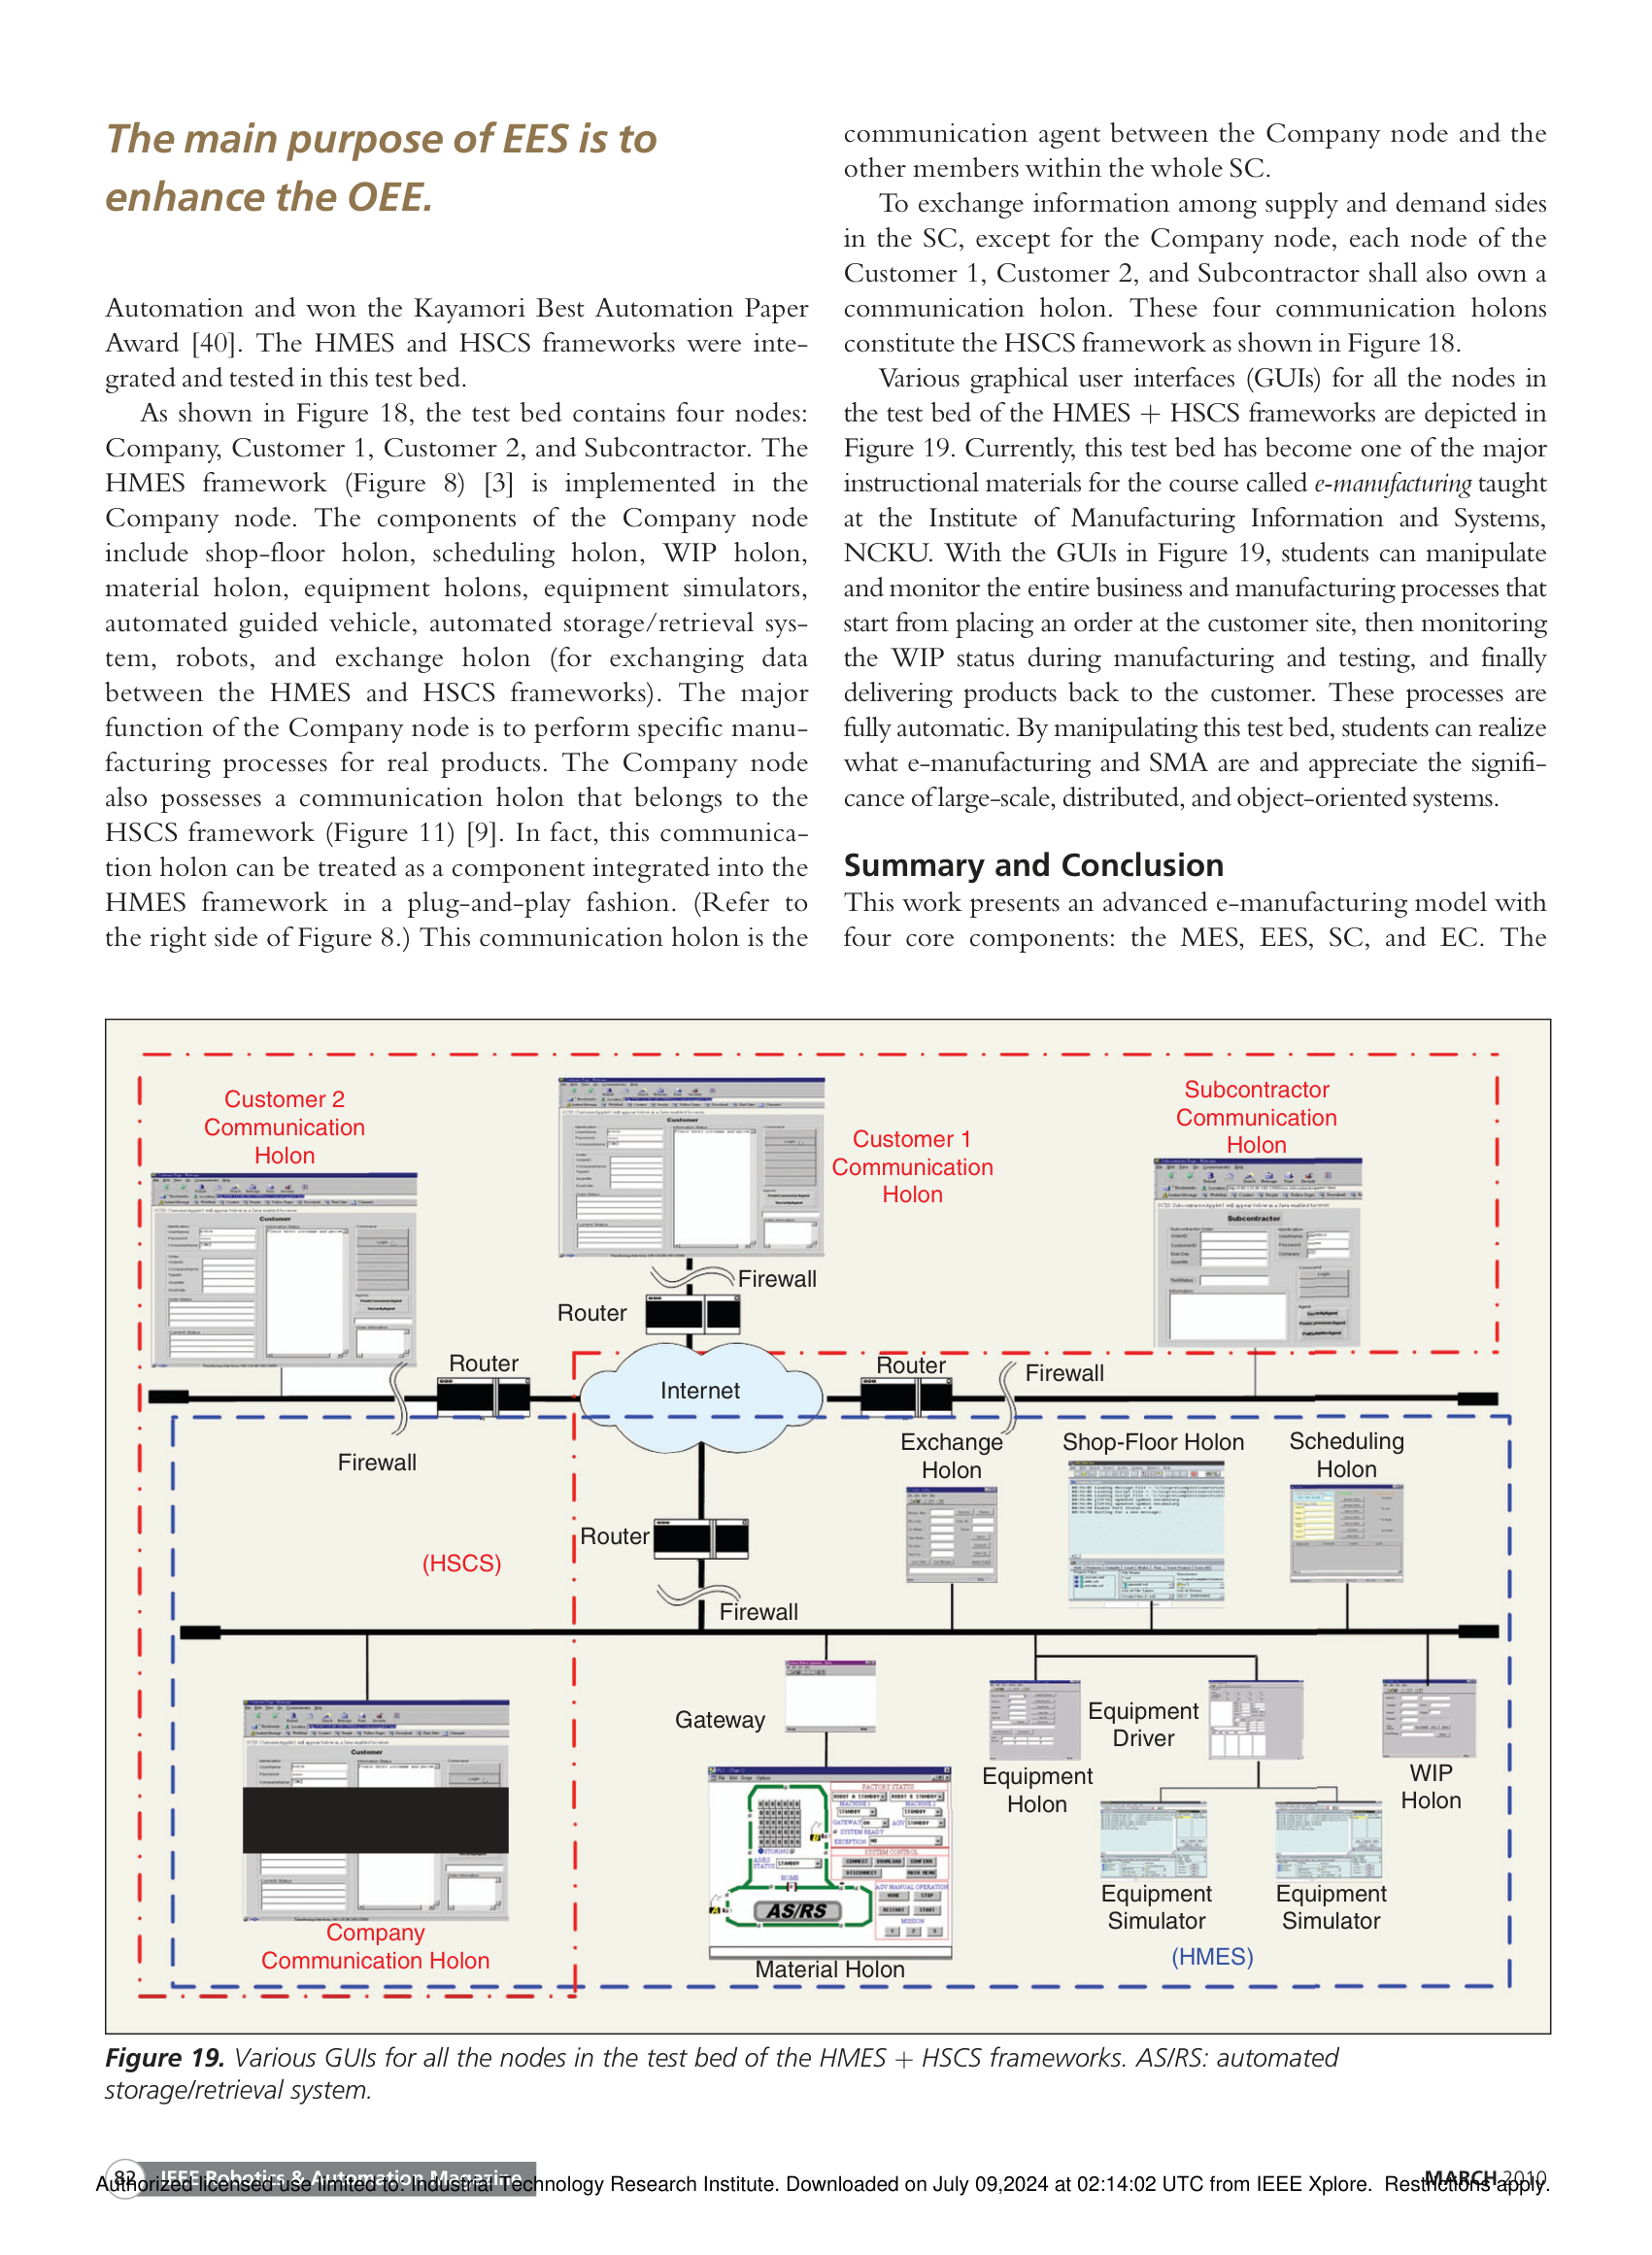 The main purpose of EES is to
enhance the OEE.
Automation and won the Kayamori Best Automation Paper
Award [40]. The HMES and HSCS frameworks were inte-
grated and tested in this test bed.
As shown in Figure 18, the test bed contains four nodes:
Company, Customer 1, Customer 2, and Subcontractor. The
HMES framework (Figure 8) [3] is implemented in the
Company node. The components of the Company node
include shop-floor holon, scheduling holon, WIP holon,
material holon, equipment holons, equipment simulators,
automated guided vehicle, automated storage/retrieval sys-
tem, robots, and exchange holon (for exchanging data
between the HMES and HSCS frameworks). The major
function of the Company node is to perform specific manu-
facturing processes for real products. The Company node
also possesses a communication holon that belongs to the
HSCS framework (Figure 11) [9]. In fact, this communica-
tion holon can be treated as a component integrated into the
HMES framework in a plug-and-play fashion. (Refer to
the right side of Figure 8.) This communication holon is the
communication agent between the Company node and the
other members within the whole SC.
To exchange information among supply and demand sides
in the SC, except for the Company node, each node of the
Customer 1, Customer 2, and Subcontractor shall also own a
communication holon. These four communication holons
constitute the HSCS framework as shown in Figure 18.
Various graphical user interfaces (GUIs) for all the nodes in
the test bed of the HMES + HSCS frameworks are depicted in
Figure 19. Currently, this test bed has become one of the major
instructional materials for the course called e-manufacturing taught
at the Institute of Manufacturing Information and Systems,
NCKU. With the GUIs in Figure 19, students can manipulate
and monitor the entire business and manufacturing processes that
start from placing an order at the customer site, then monitoring
the WIP status during manufacturing and testing, and finally
delivering products back to the customer. These processes are
fully automatic. By manipulating this test bed, students can realize
what e-manufacturing and SMA are and appreciate the signifi-
cance of large-scale, distributed, and object-oriented systems.
Summary and Conclusion
This work presents an advanced e-manufacturing model with
four core components: the MES, EES, SC, and EC. The
Customer 2
Communication
Holon
Customer
Customer 1
Communication
Holon
Customer
Subcontractor
Communication
Holon
Subcontractor
Firewall
Router
Router
Internet
Router
Firewall
Firewall
Exchange
Holon
Shop-Floor Holon
Scheduling
Holon
Router
(HSCS)
Firewall
Gateway
Equipment
Driver
Equipment
Holon
WIP
Holon
Customer
FACTORY STATUS
SYSTEM READY
SYSTEM CONTROL
AGV MANUAL OPERATION
HOME
AS/RS
Equipment
Simulator
Equipment
Simulator
Company
Communication Holon
Material Holon
(HMES)
Figure 19. Various GUIs for all the nodes in the test bed of the HMES + HSCS frameworks. AS/RS: automated
storage/retrieval system.
82 IEEE Robotics & Automation Magazine
MARCH 2010
Authorized licensed use limited to: Industrial Technology Research Institute. Downloaded on July 09,2024 at 02:14:02 UTC from IEEE Xplore. Restrictions apply.